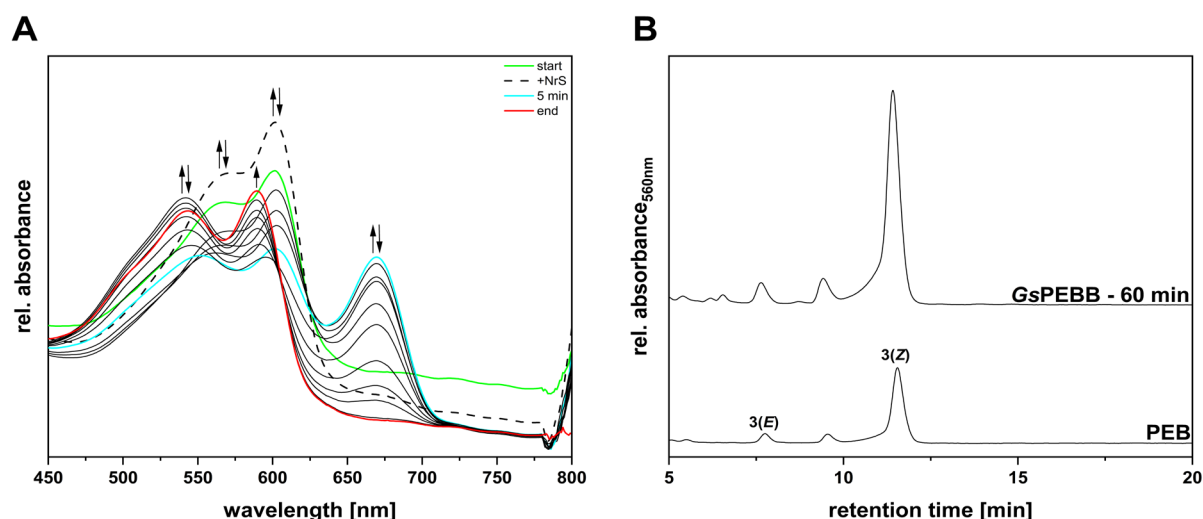 A
rel. absorbance
start
+NrS
5 min
end
450 500 550 600 650 700 750 800
wavelength [nm]
B
rel. absorbance560nm
GsPEBB - 60 min
3(Z)
3(E)
PEB
5 10 15 20
retention time [min]